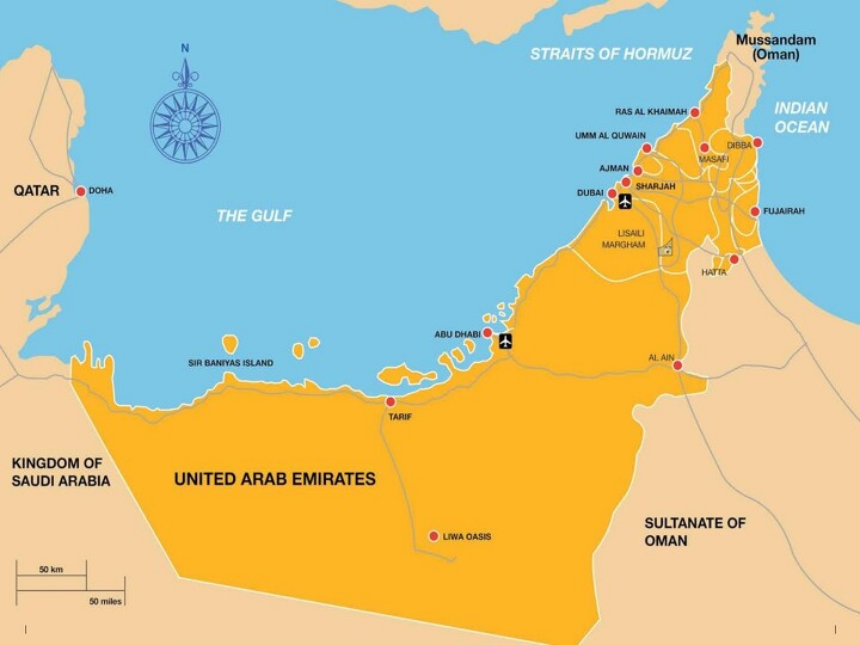 N
STRAITS OF HORMUZ
Mussandam
(Oman)
INDIAN
OCEAN
RAS AL KHAIMAH
UMM AL QUWAIN
DIBBA
MASAFI
AJMAN
SHARJAH
QATAR
DOHA
DUBAI
THE GULF
FUJAIRAH
LISAILI
MARGHAM
HATTA
ABU DHABI
SIR BANIYAS ISLAND
AL AIN
TARIF
KINGDOM OF
SAUDI ARABIA
UNITED ARAB EMIRATES
SULTANATE OF
OMAN
LIWA OASIS
50 km
50 miles